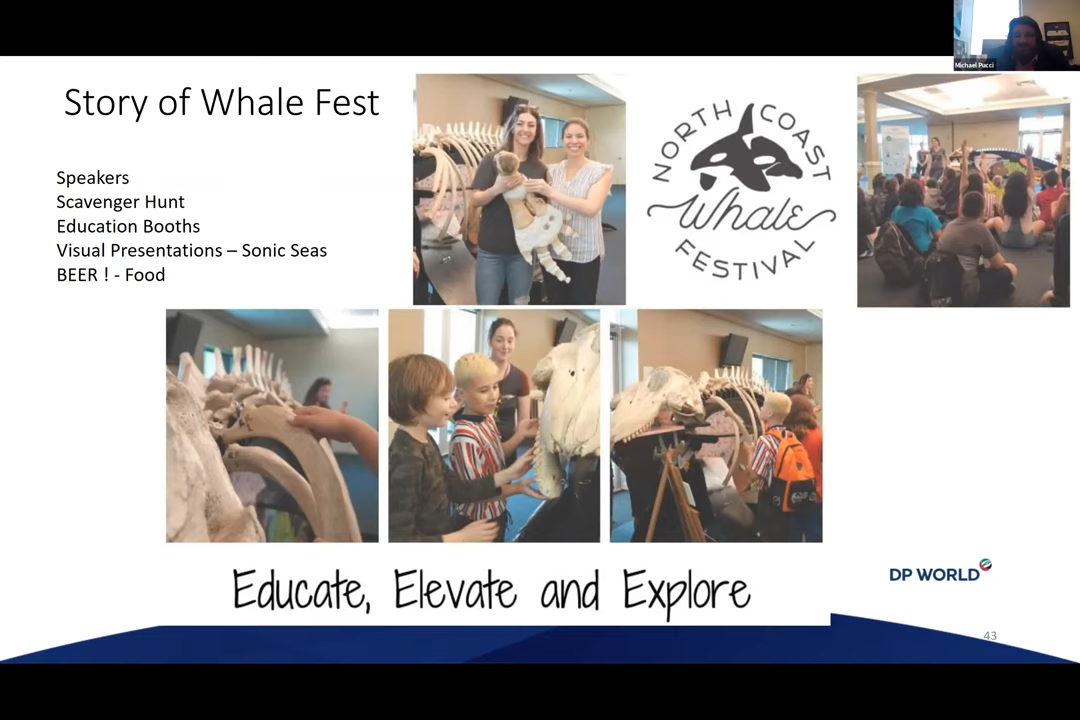 Michael Pucci
Story of Whale Fest
Speakers
Scavenger Hunt
Education Booths
Visual Presentations – Sonic Seas
BEER ! - Food
NORTH COAST
Whale
FESTIVAL
Educate, Elevate and Explore
DP WORLD
43